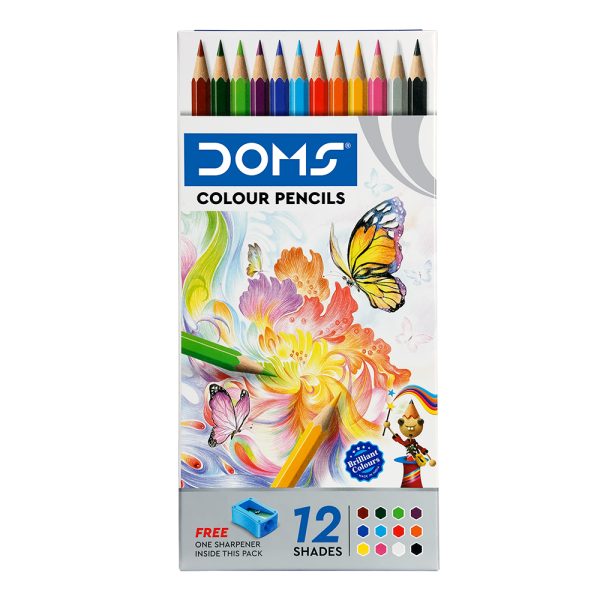 DOMS®
COLOUR PENCILS
Brilliant
Colours
FREE
ONE SHARPENER
INSIDE THIS PACK
12
SHADES